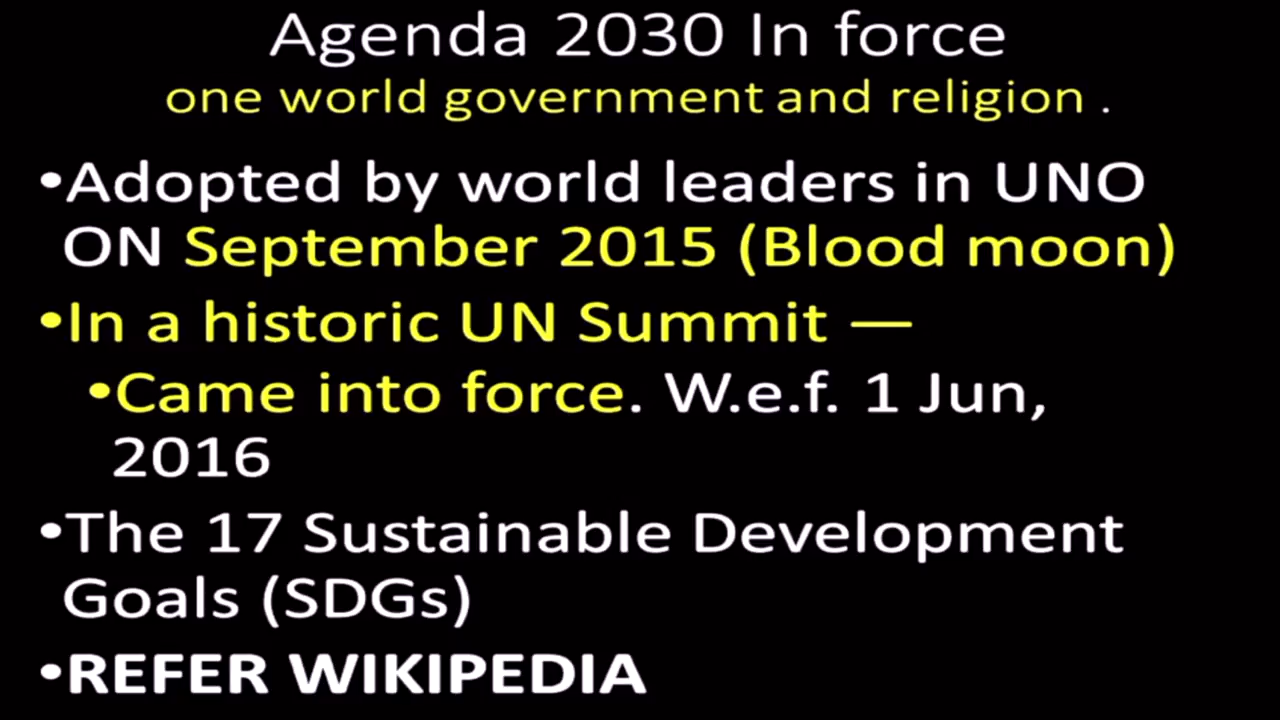 Agenda 2030 In force
one world government and religion .
•Adopted by world leaders in UNO
ON September 2015 (Blood moon)
•In a historic UN Summit —
•Came into force. W.e.f. 1 Jun,
2016
•The 17 Sustainable Development
Goals (SDGs)
•REFER WIKIPEDIA